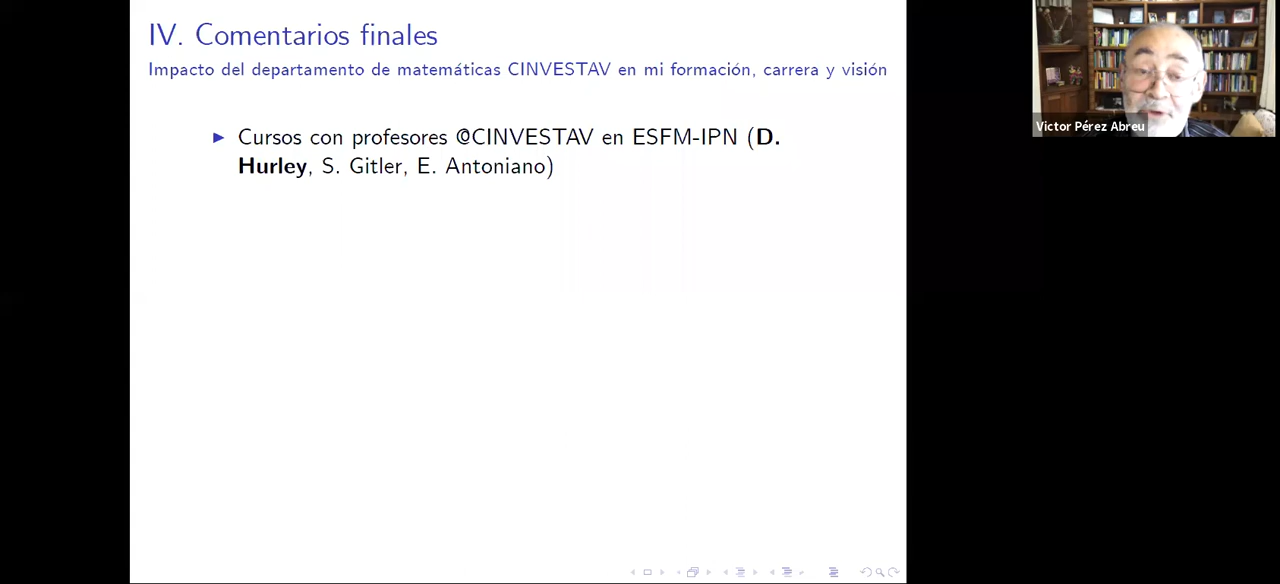 IV. Comentarios finales
Impacto del departamento de matemáticas CINVESTAV en mi formación, carrera y visión
Cursos con profesores @CINVESTAV en ESFM-IPN (D.
Hurley, S. Gitler, E. Antoniano)
Victor Pérez Abreu